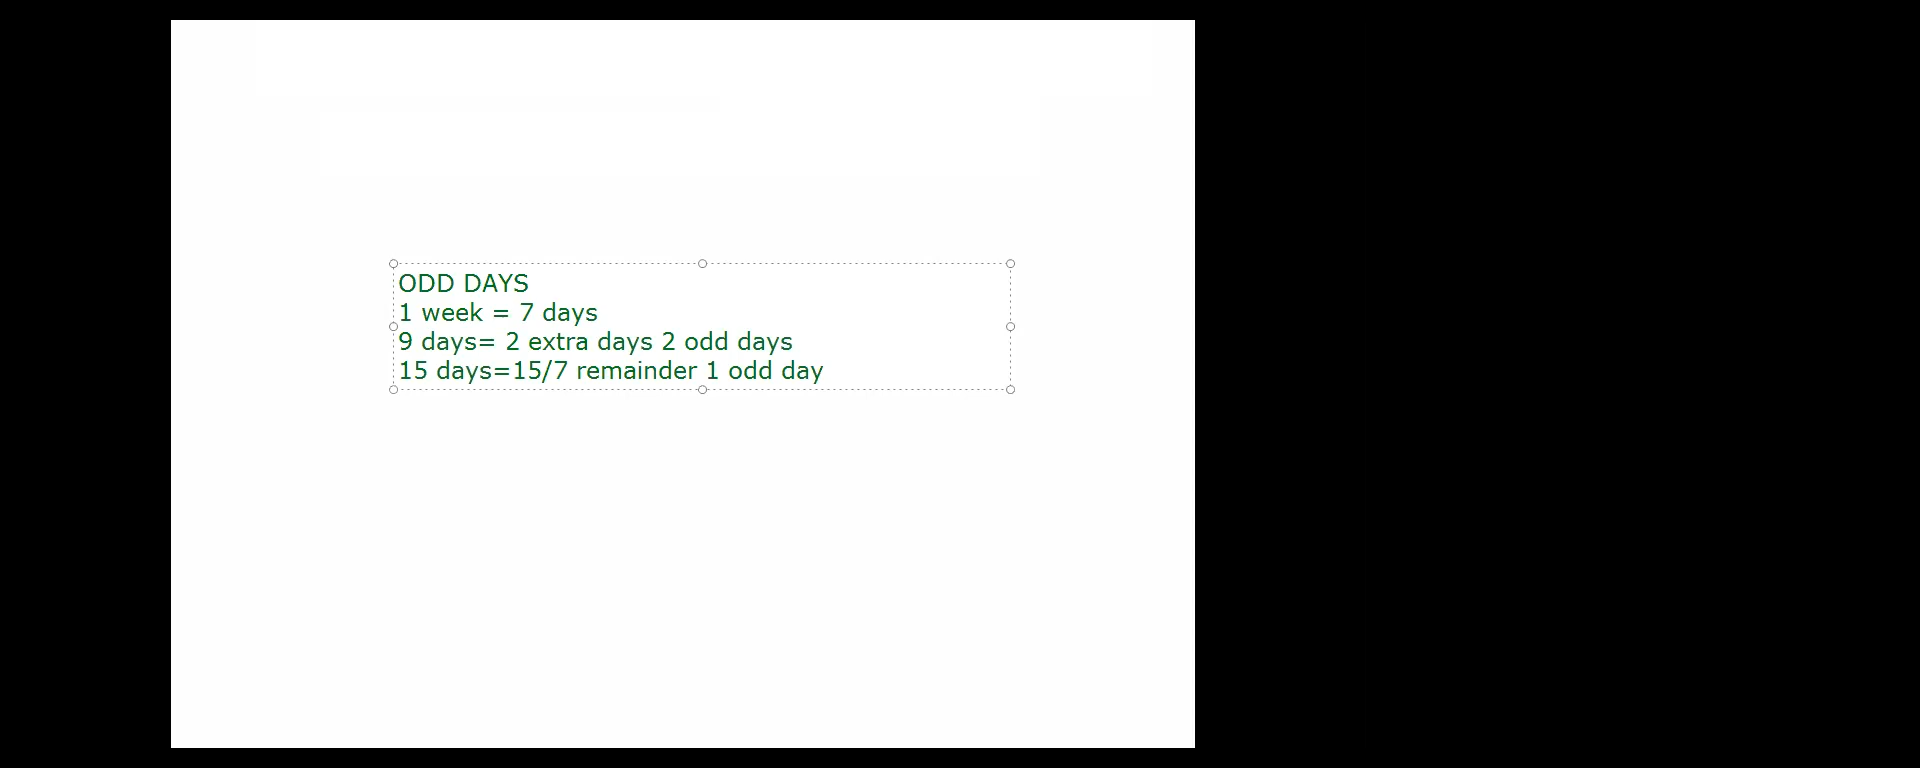 ODD DAYS
1 week = 7 days
9 days= 2 extra days 2 odd days
15 days=15/7 remainder 1 odd day